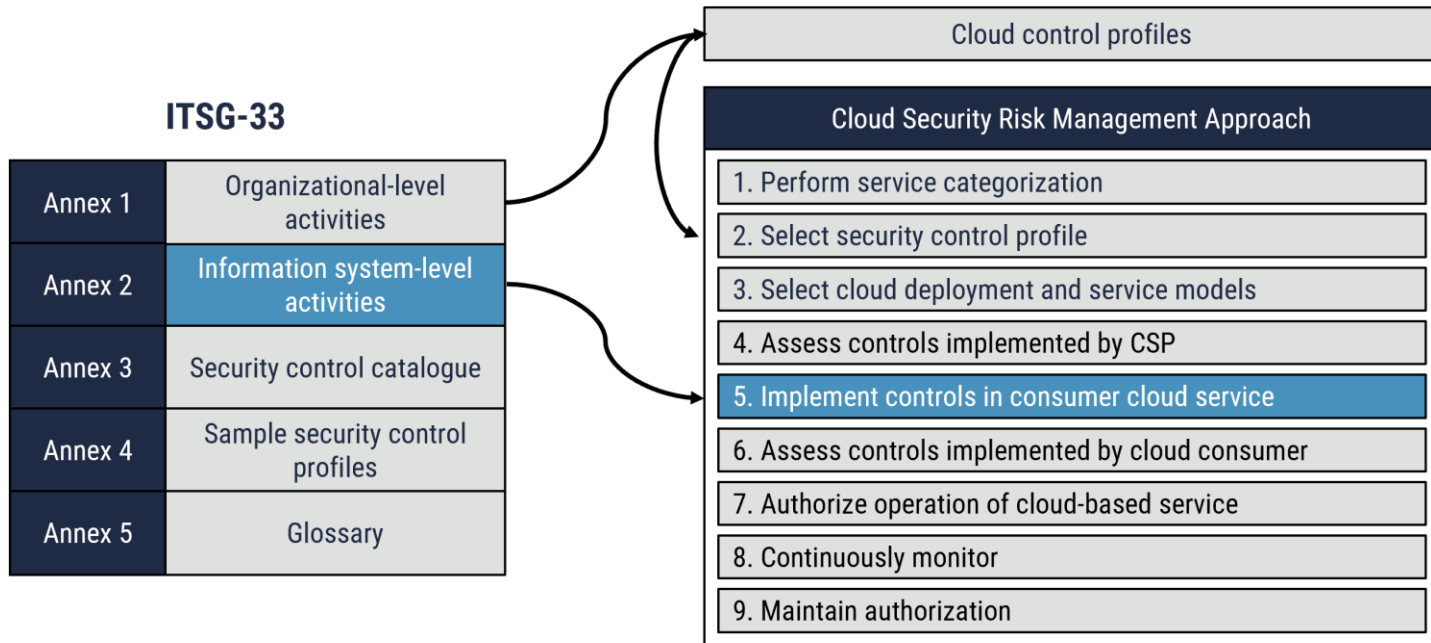 ITSG-33
Annex 1
Organizational-level
activities
Annex 2
Information system-level
activities
Annex 3
Security control catalogue
Annex 4
Sample security control
profiles
Annex 5
Glossary
Cloud control profiles
Cloud Security Risk Management Approach
1. Perform service categorization
2. Select security control profile
3. Select cloud deployment and service models
4. Assess controls implemented by CSP
5. Implement controls in consumer cloud service
6. Assess controls implemented by cloud consumer
7. Authorize operation of cloud-based service
8. Continuously monitor
9. Maintain authorization